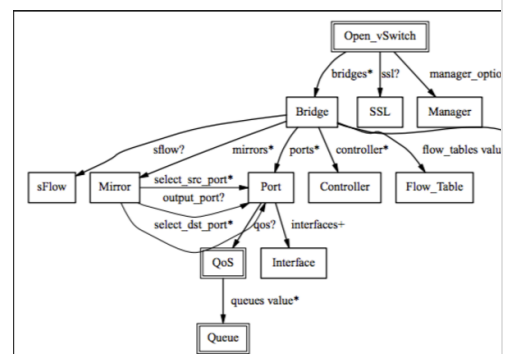 Open_vSwitch
bridges* ssl? manager_optio
Bridge SSL Manager
sflow? mirrors* ports* controller* flow_tables valu
sFlow Mirror select_src_port* Port Controller Flow_Table
output_port?
select_dst_port* qos? interfaces+
QoS Interface
queues value*
Queue